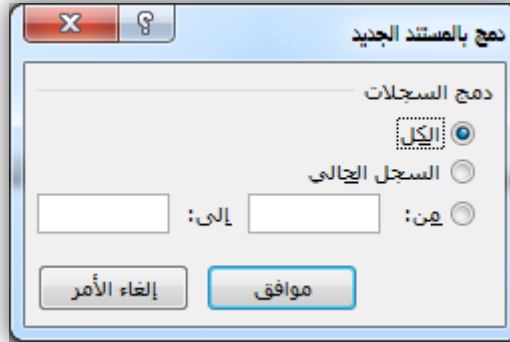 دمج بالمستند الجديد
دمج السجلات
الكل
السجل الحالي
من: إلى:
موافق إلغاء الأمر